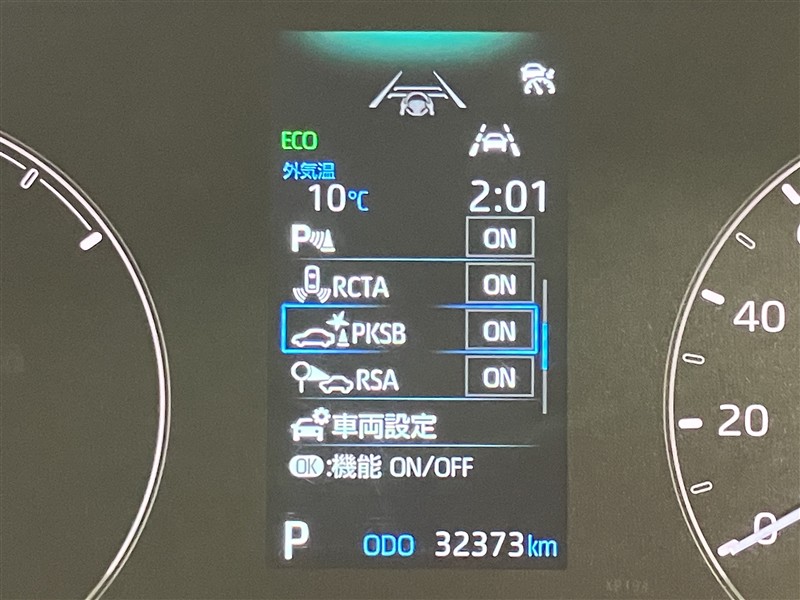 ECO
外気温
10℃ 2:01
P ON
RCTA ON
PKSB ON
RSA ON
車両設定
OK:機能 ON/OFF
P ODO 32373km
0
40
20
0